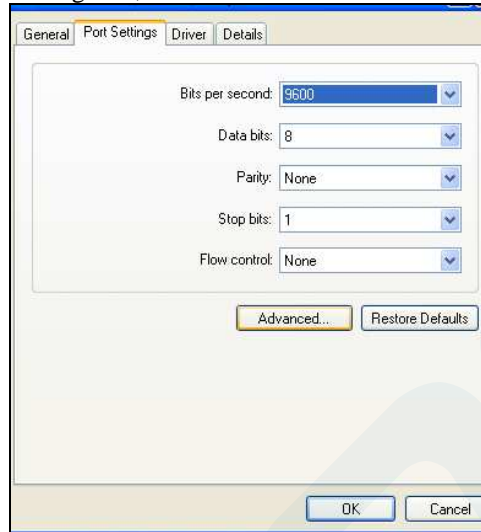 General Port Settings Driver Details
Bits per second: 9600
Data bits: 8
Parity: None
Stop bits: 1
Flow control: None
Advanced... Restore Defaults
OK Cancel